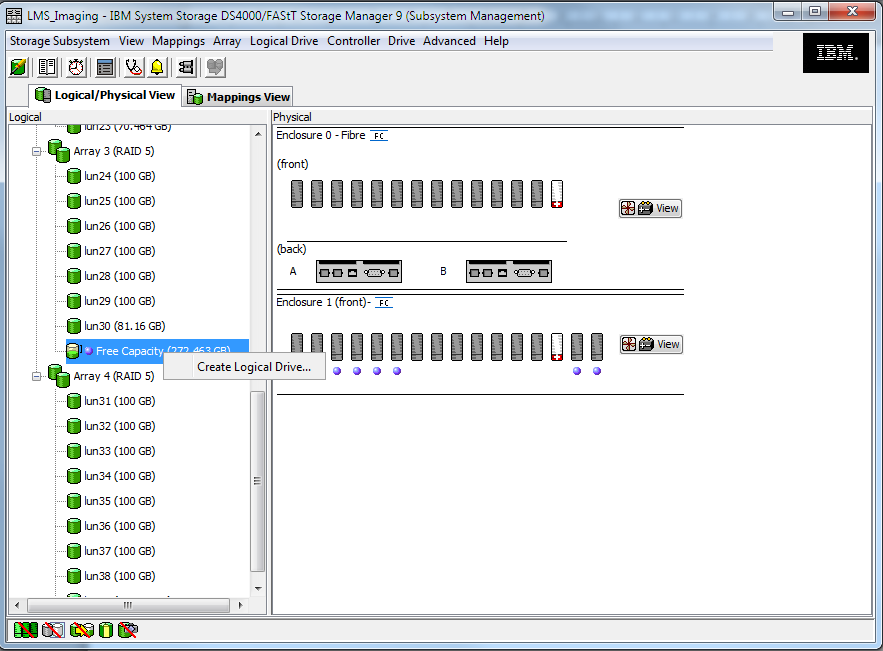 LMS_Imaging - IBM System Storage DS4000/FAStT Storage Manager 9 (Subsystem Management)
Storage Subsystem View Mappings Array Logical Drive Controller Drive Advanced Help
IBM.
Logical/Physical View Mappings View
Logical
lun23 (70.464 GB)
Array 3 (RAID 5)
lun24 (100 GB)
lun25 (100 GB)
lun26 (100 GB)
lun27 (100 GB)
lun28 (100 GB)
lun29 (100 GB)
lun30 (81.16 GB)
Free Capacity (272.463 GB)
Create Logical Drive...
Array 4 (RAID 5)
lun31 (100 GB)
lun32 (100 GB)
lun33 (100 GB)
lun34 (100 GB)
lun35 (100 GB)
lun36 (100 GB)
lun37 (100 GB)
lun38 (100 GB)
Physical
Enclosure 0 - Fibre FC
(front)
View
(back)
A B
Enclosure 1 (front)- FC
View